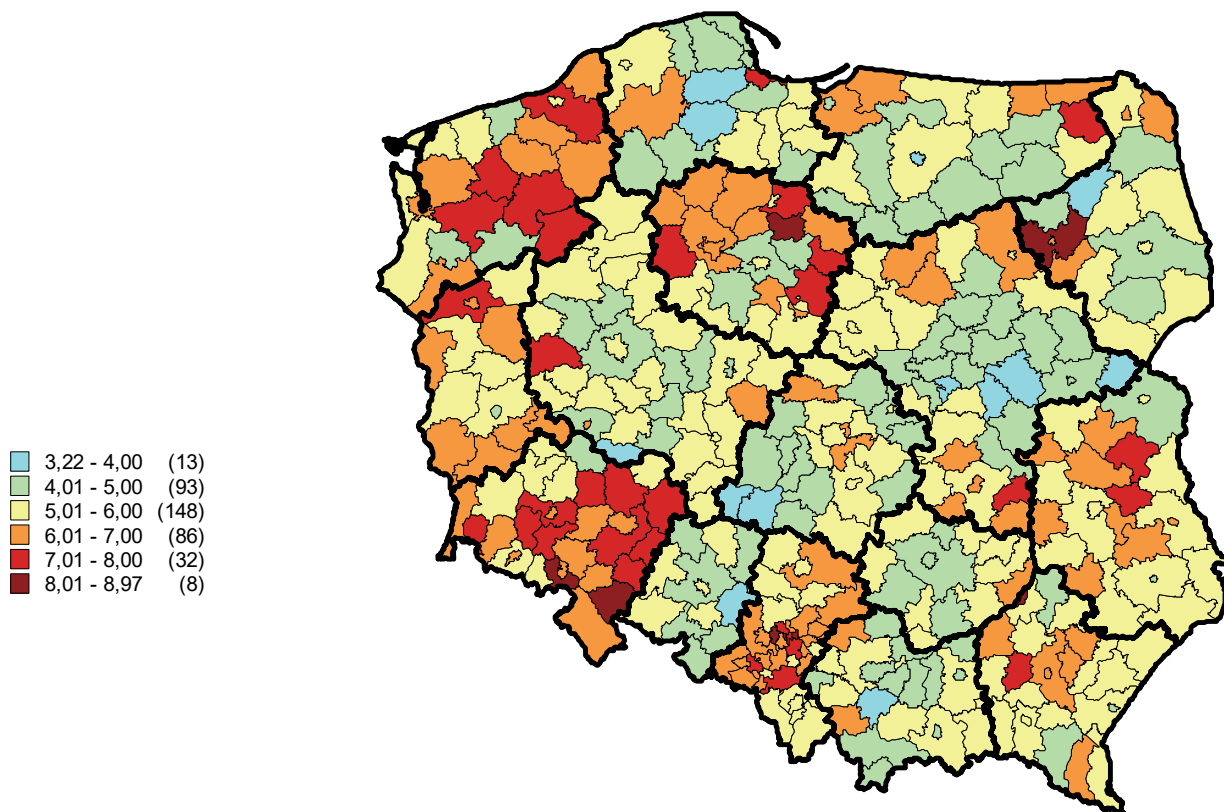 3,22 - 4,00 (13)
4,01 - 5,00 (93)
5,01 - 6,00 (148)
6,01 - 7,00 (86)
7,01 - 8,00 (32)
8,01 - 8,97 (8)